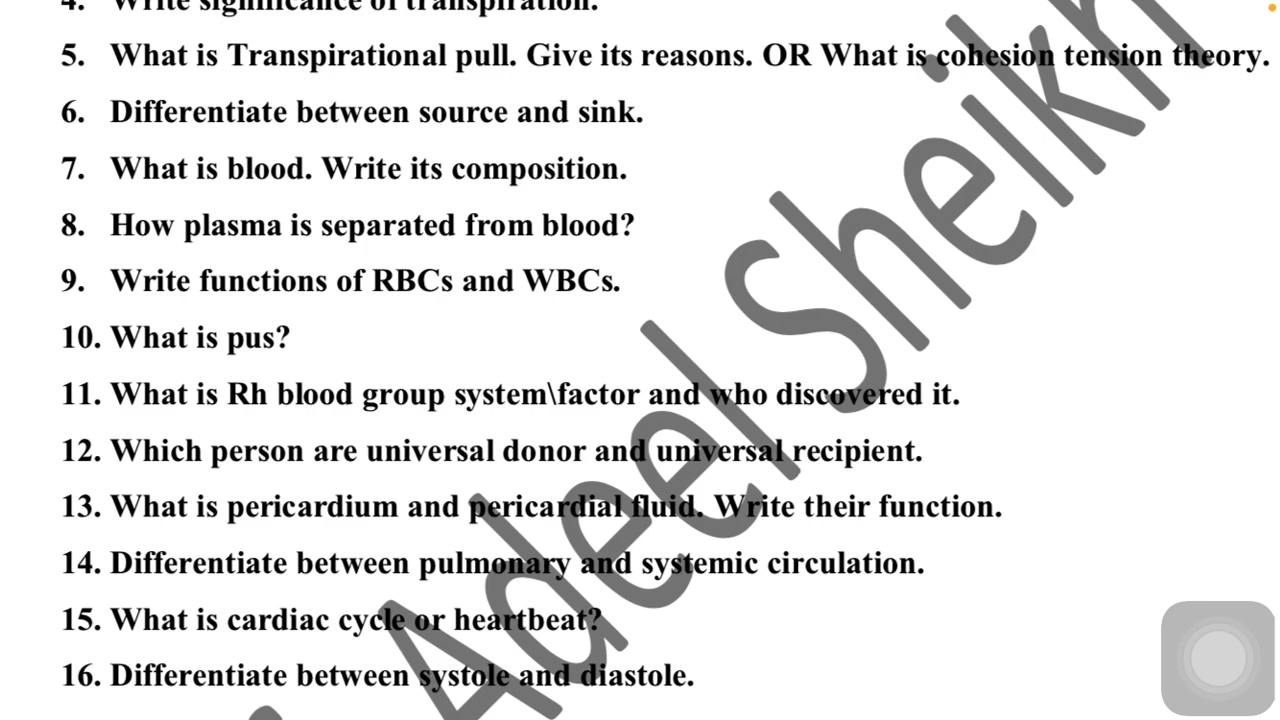 4. Write significance of transpiration.
5. What is Transpirational pull. Give its reasons. OR What is cohesion tension theory.
6. Differentiate between source and sink.
7. What is blood. Write its composition.
8. How plasma is separated from blood?
9. Write functions of RBCs and WBCs.
10. What is pus?
11. What is Rh blood group system\factor and who discovered it.
12. Which person are universal donor and universal recipient.
13. What is pericardium and pericardial fluid. Write their function.
14. Differentiate between pulmonary and systemic circulation.
15. What is cardiac cycle or heartbeat?
16. Differentiate between systole and diastole.
Adeel Sheikh